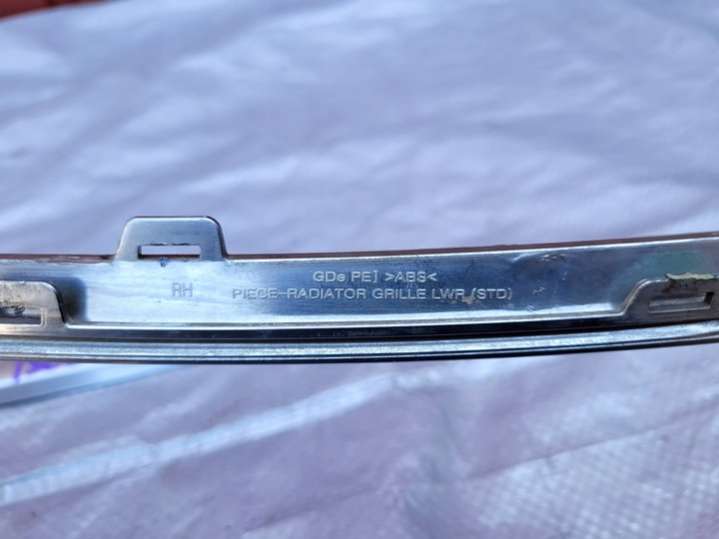 GDe PE] >ABS<
RH
PIECE-RADIATOR GRILLE LWR (STD)